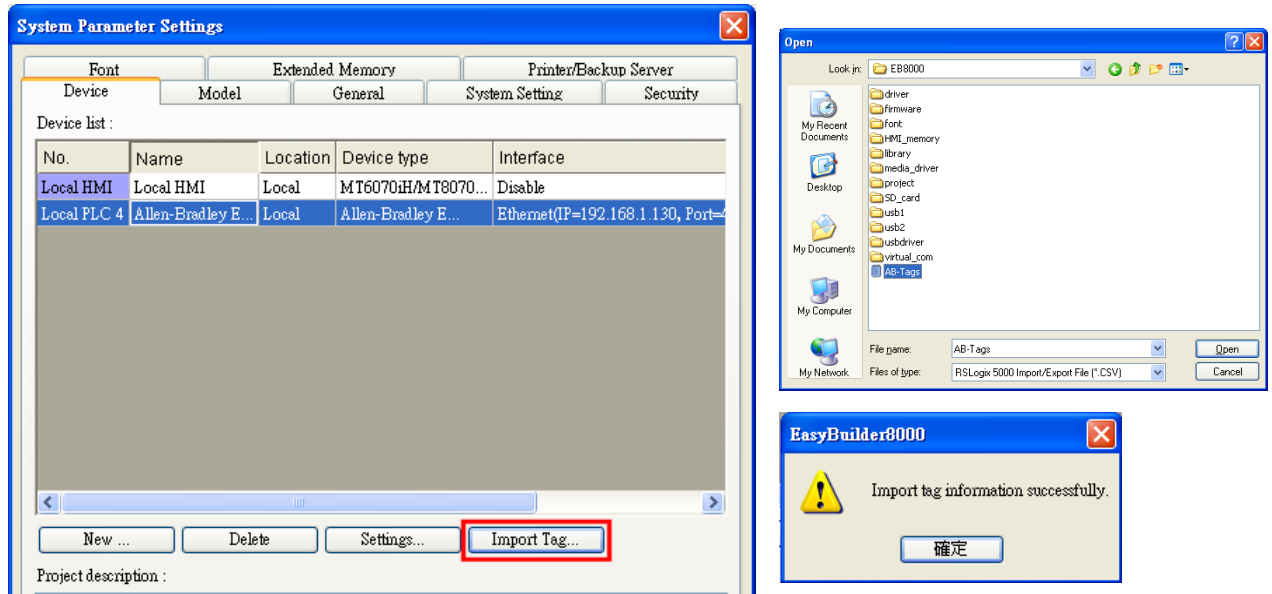 System Parameter Settings
Font Extended Memory Printer/Backup Server
Device Model General System Setting Security
Device list :
No. Name Location Device type Interface
Local HMI Local HMI Local MT6070iH/MT8070... Disable
Local PLC 4 Allen-Bradley E... Local Allen-Bradley E... Ethernet(IP=192.168.1.130, Port=
New ... Delete Settings... Import Tag...
Project description :
Open
Look in: EB8000
My Recent Documents
Desktop
My Documents
My Computer
My Network
driver
firmware
font
HMI_memory
library
media_driver
project
SD_card
usb1
usb2
usbdriver
virtual_com
AB-Tags
File name: AB-Tags Open
Files of type: RSLogix 5000 Import/Export File (*.CSV) Cancel
EasyBuilder8000
Import tag information successfully.
確定